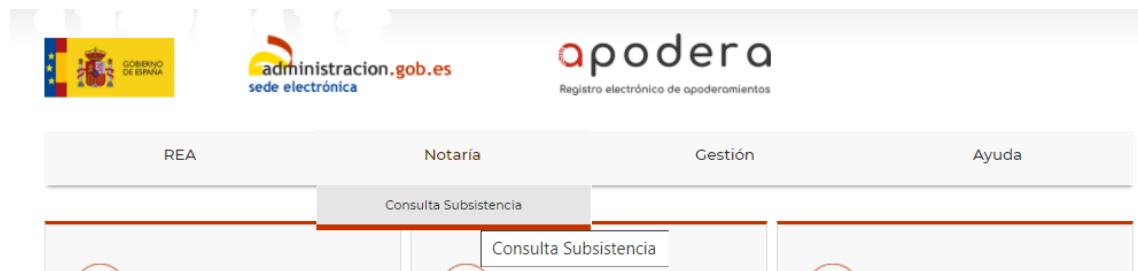 GOBIERNO
DE ESPAÑA
administracion.gob.es
sede electrónica
apodera
Registro electrónico de apoderamientos
REA
Notaría
Gestión
Ayuda
Consulta Subsistencia
Consulta Subsistencia